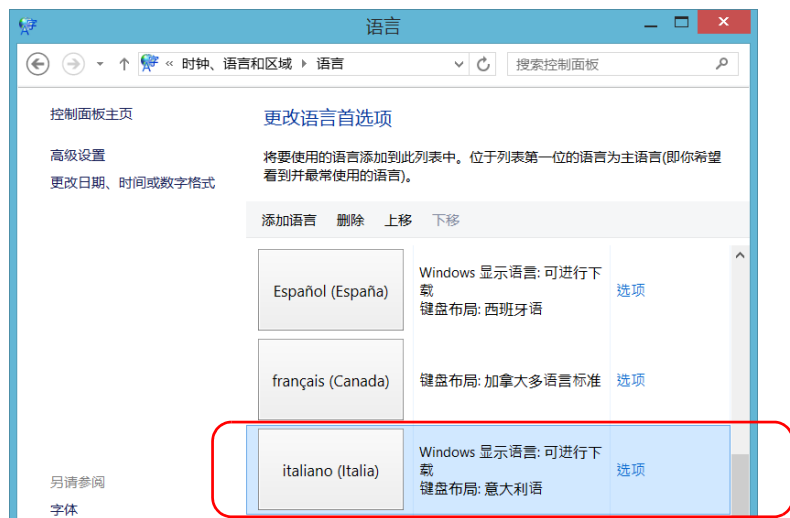 语言
« 时钟、语言和区域 ▸ 语言
搜索控制面板
控制面板主页
高级设置
更改日期、时间或数字格式
更改语言首选项
将要使用的语言添加到此列表中。位于列表第一位的语言为主语言(即你希望
看到并最常使用的语言)。
添加语言 删除 上移 下移
Español (España)
Windows 显示语言: 可进行下
载
键盘布局: 西班牙语
选项
français (Canada)
键盘布局: 加拿大多语言标准
选项
italiano (Italia)
Windows 显示语言: 可进行下
载
键盘布局: 意大利语
选项
另请参阅
字体